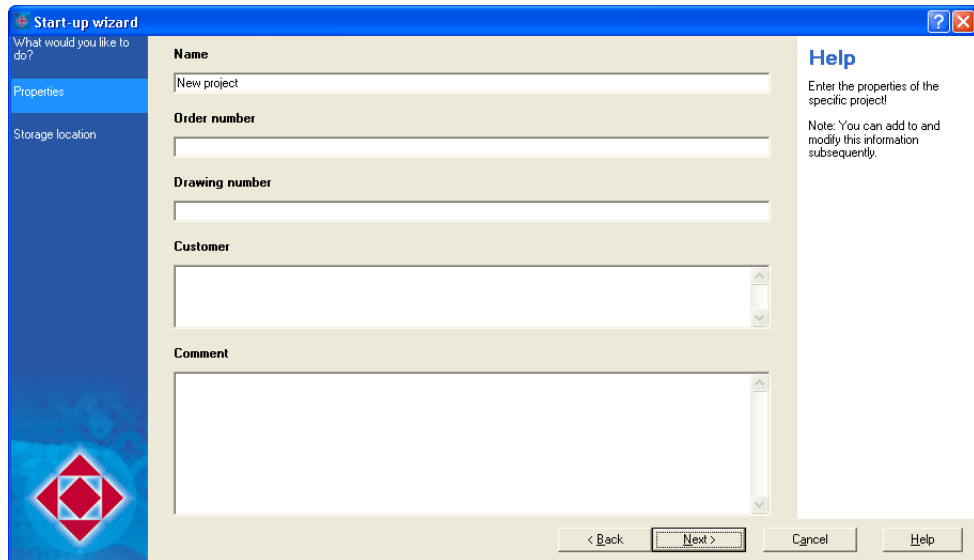 Start-up wizard
What would you like to
do?
Properties
Storage location
Name
New project
Order number
Drawing number
Customer
Comment
Help
Enter the properties of the
specific project!
Note: You can add to and
modify this information
subsequently.
< Back
Next >
Cancel
Help